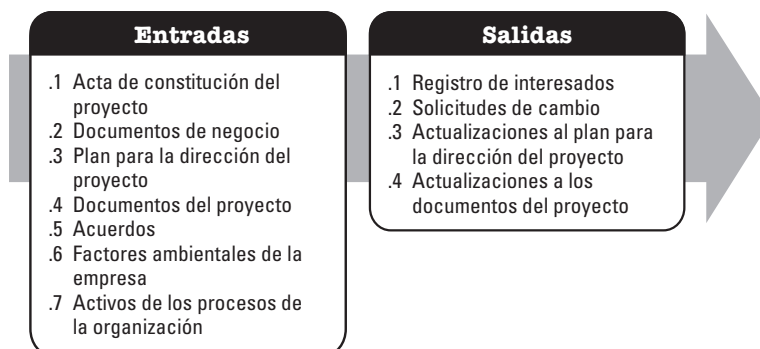 Entradas
.1 Acta de constitución del
proyecto
.2 Documentos de negocio
.3 Plan para la dirección del
proyecto
.4 Documentos del proyecto
.5 Acuerdos
.6 Factores ambientales de la
empresa
.7 Activos de los procesos de
la organización
Salidas
.1 Registro de interesados
.2 Solicitudes de cambio
.3 Actualizaciones al plan para
la dirección del proyecto
.4 Actualizaciones a los
documentos del proyecto